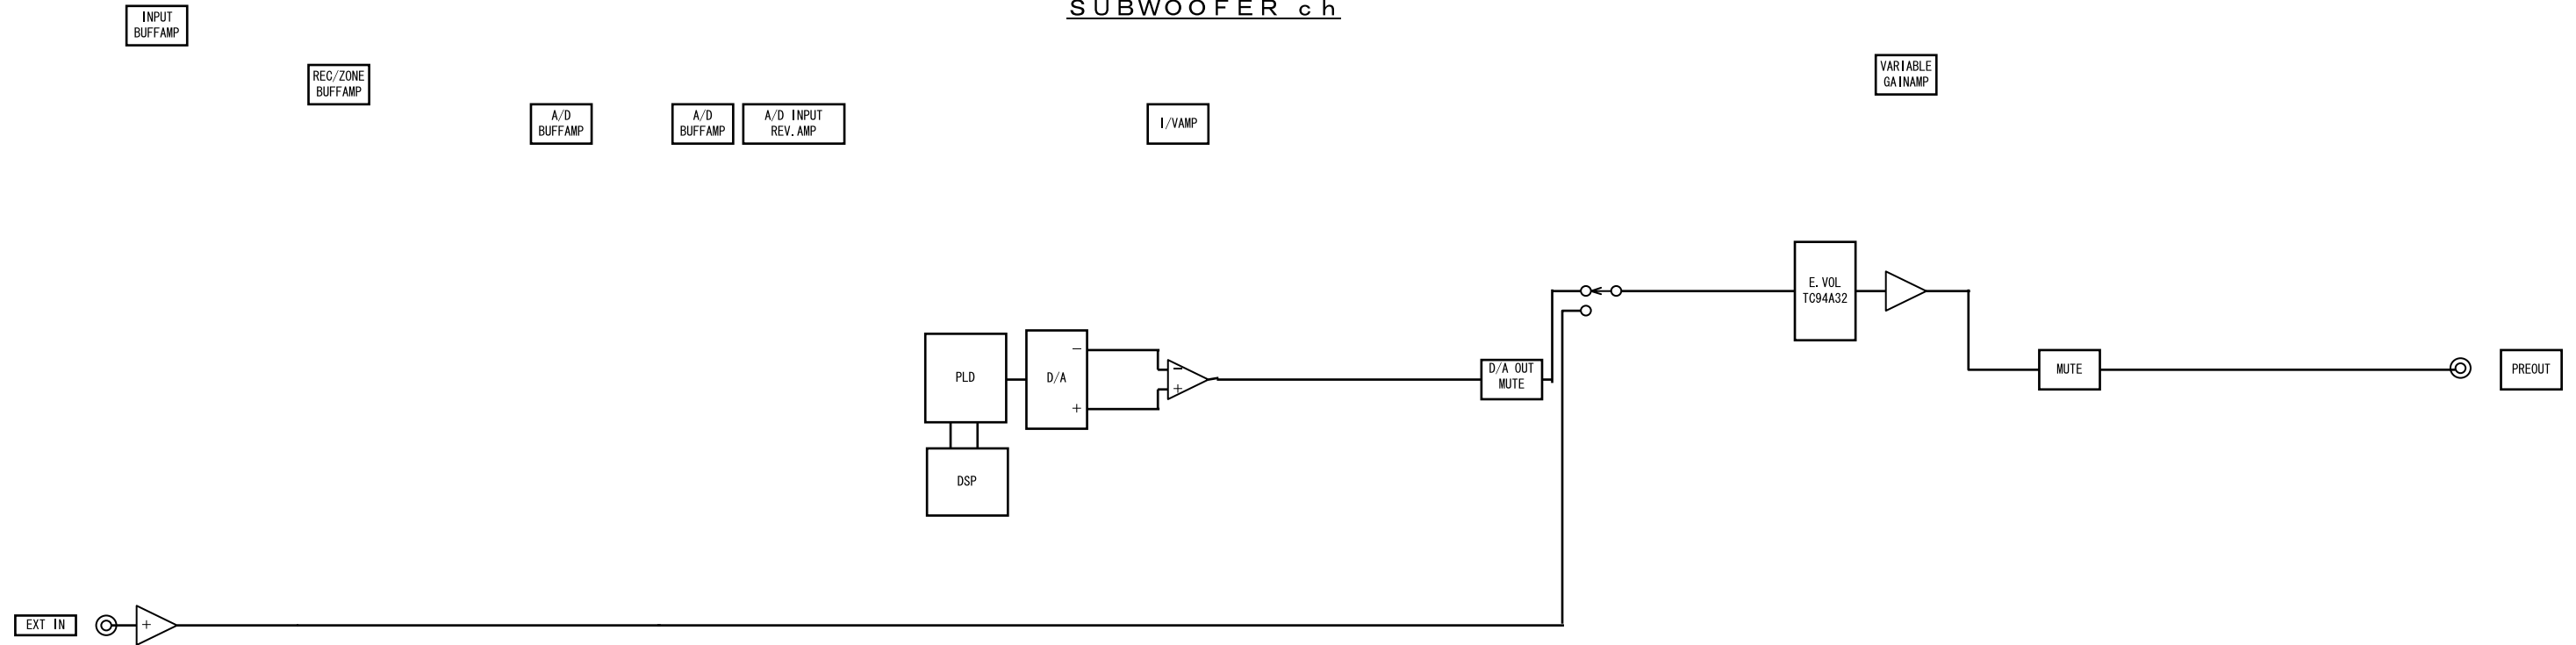 SUBWOOFER ch
INPUT
BUFFAMP
REC/ZONE
BUFFAMP
VARIABLE
GAINAMP
A/D
BUFFAMP
A/D
BUFFAMP
A/D INPUT
REV.AMP
I/VAMP
E.VOL
TC94A32
PLD
D/A
−
+
−
+
D/A OUT
MUTE
MUTE
PREOUT
DSP
EXT IN
+